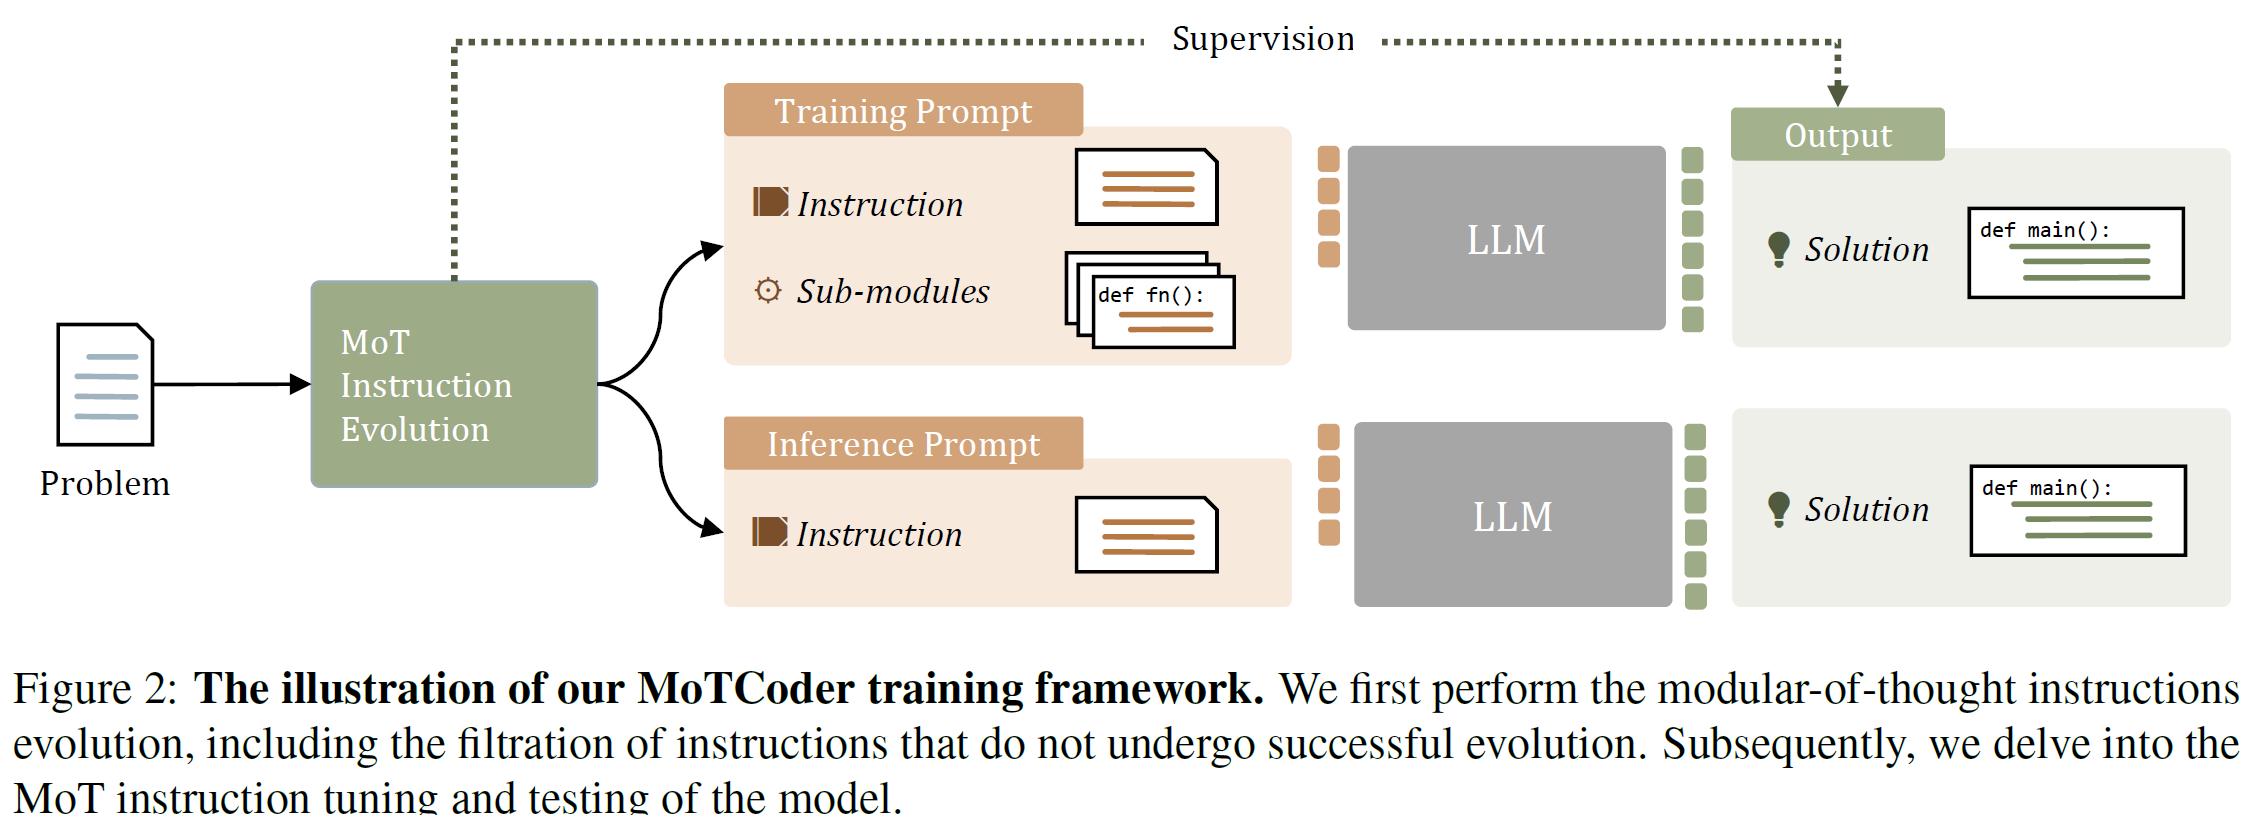 Supervision
Training Prompt
Instruction
Sub-modules
def fn():
LLM
Output
Solution
def main():
MoT
Instruction
Evolution
Problem
Inference Prompt
Instruction
LLM
Solution
def main():
Figure 2: The illustration of our MoTCoder training framework. We first perform the modular-of-thought instructions
evolution, including the filtration of instructions that do not undergo successful evolution. Subsequently, we delve into the
MoT instruction tuning and testing of the model.